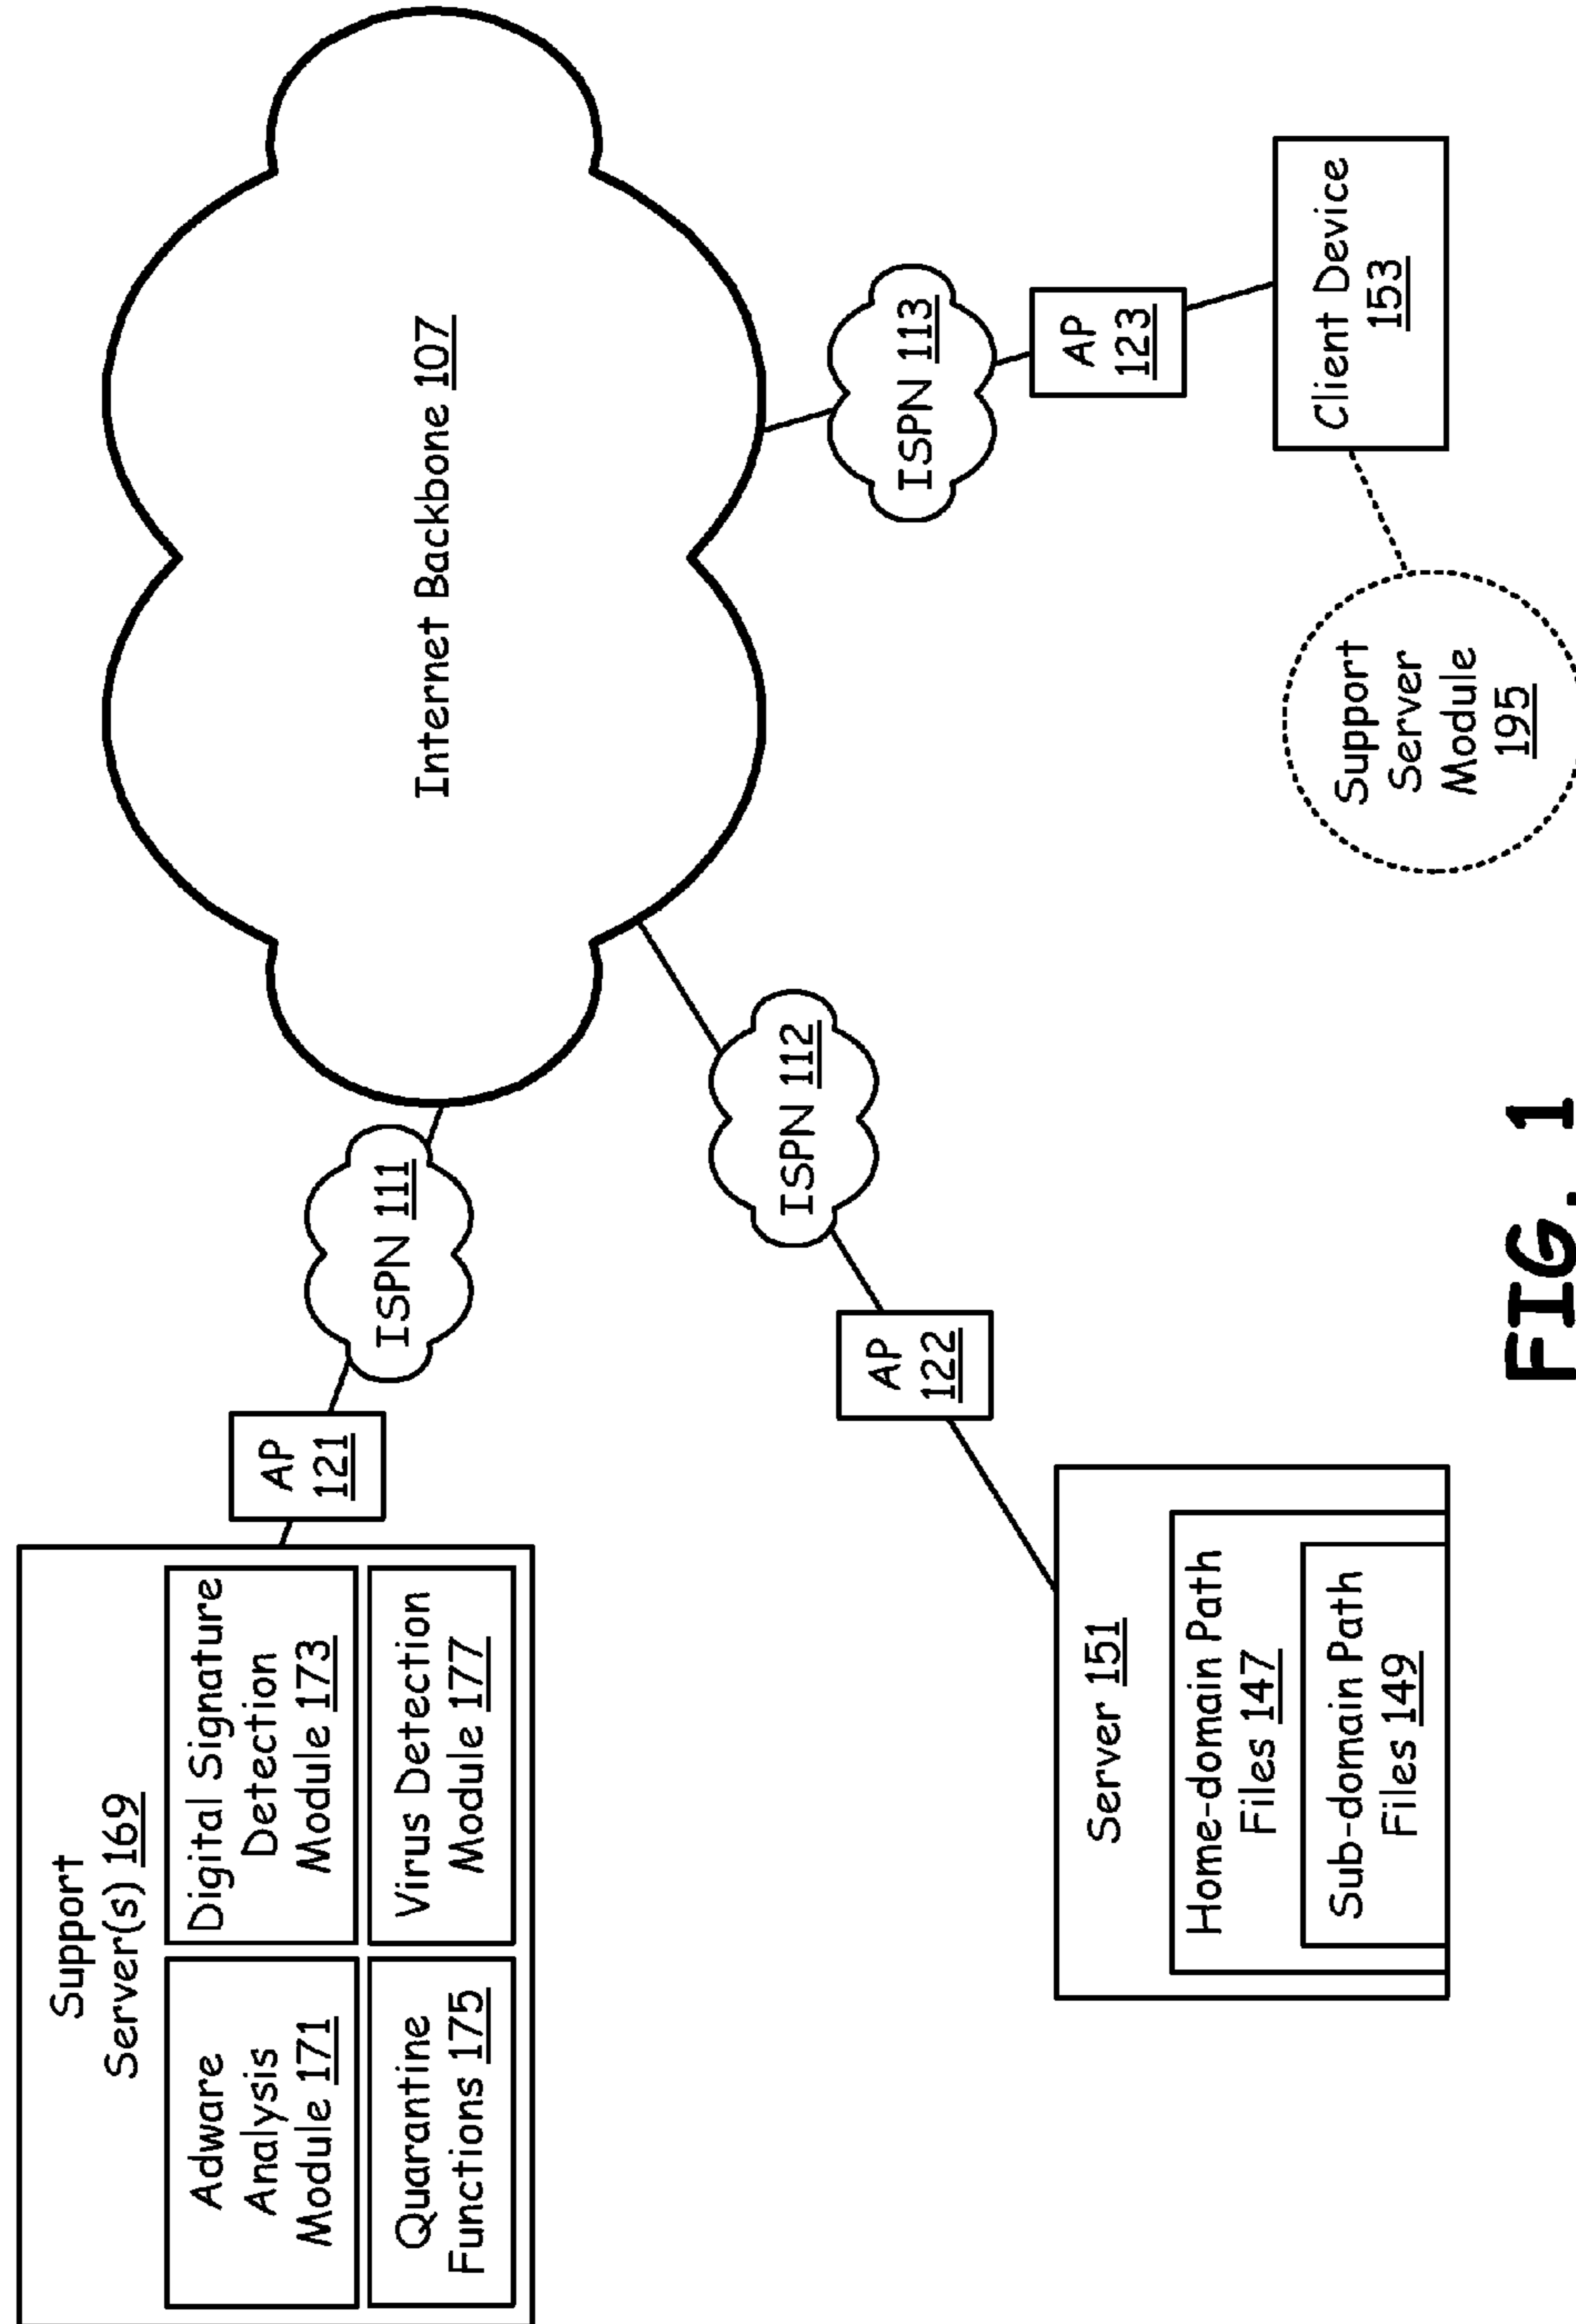 Support
Server(s) 169
Adware
Analysis
Module 171
Digital Signature
Detection
Module 173
Quarantine
Functions 175
Virus Detection
Module 177
AP
121
ISPN 111
Internet Backbone 107
ISPN 112
AP
122
Server 151
Home-domain Path
Files 147
Sub-domain Path
Files 149
ISPN 113
AP
123
Client Device
153
Support
Server
Module
195
FIG. 1